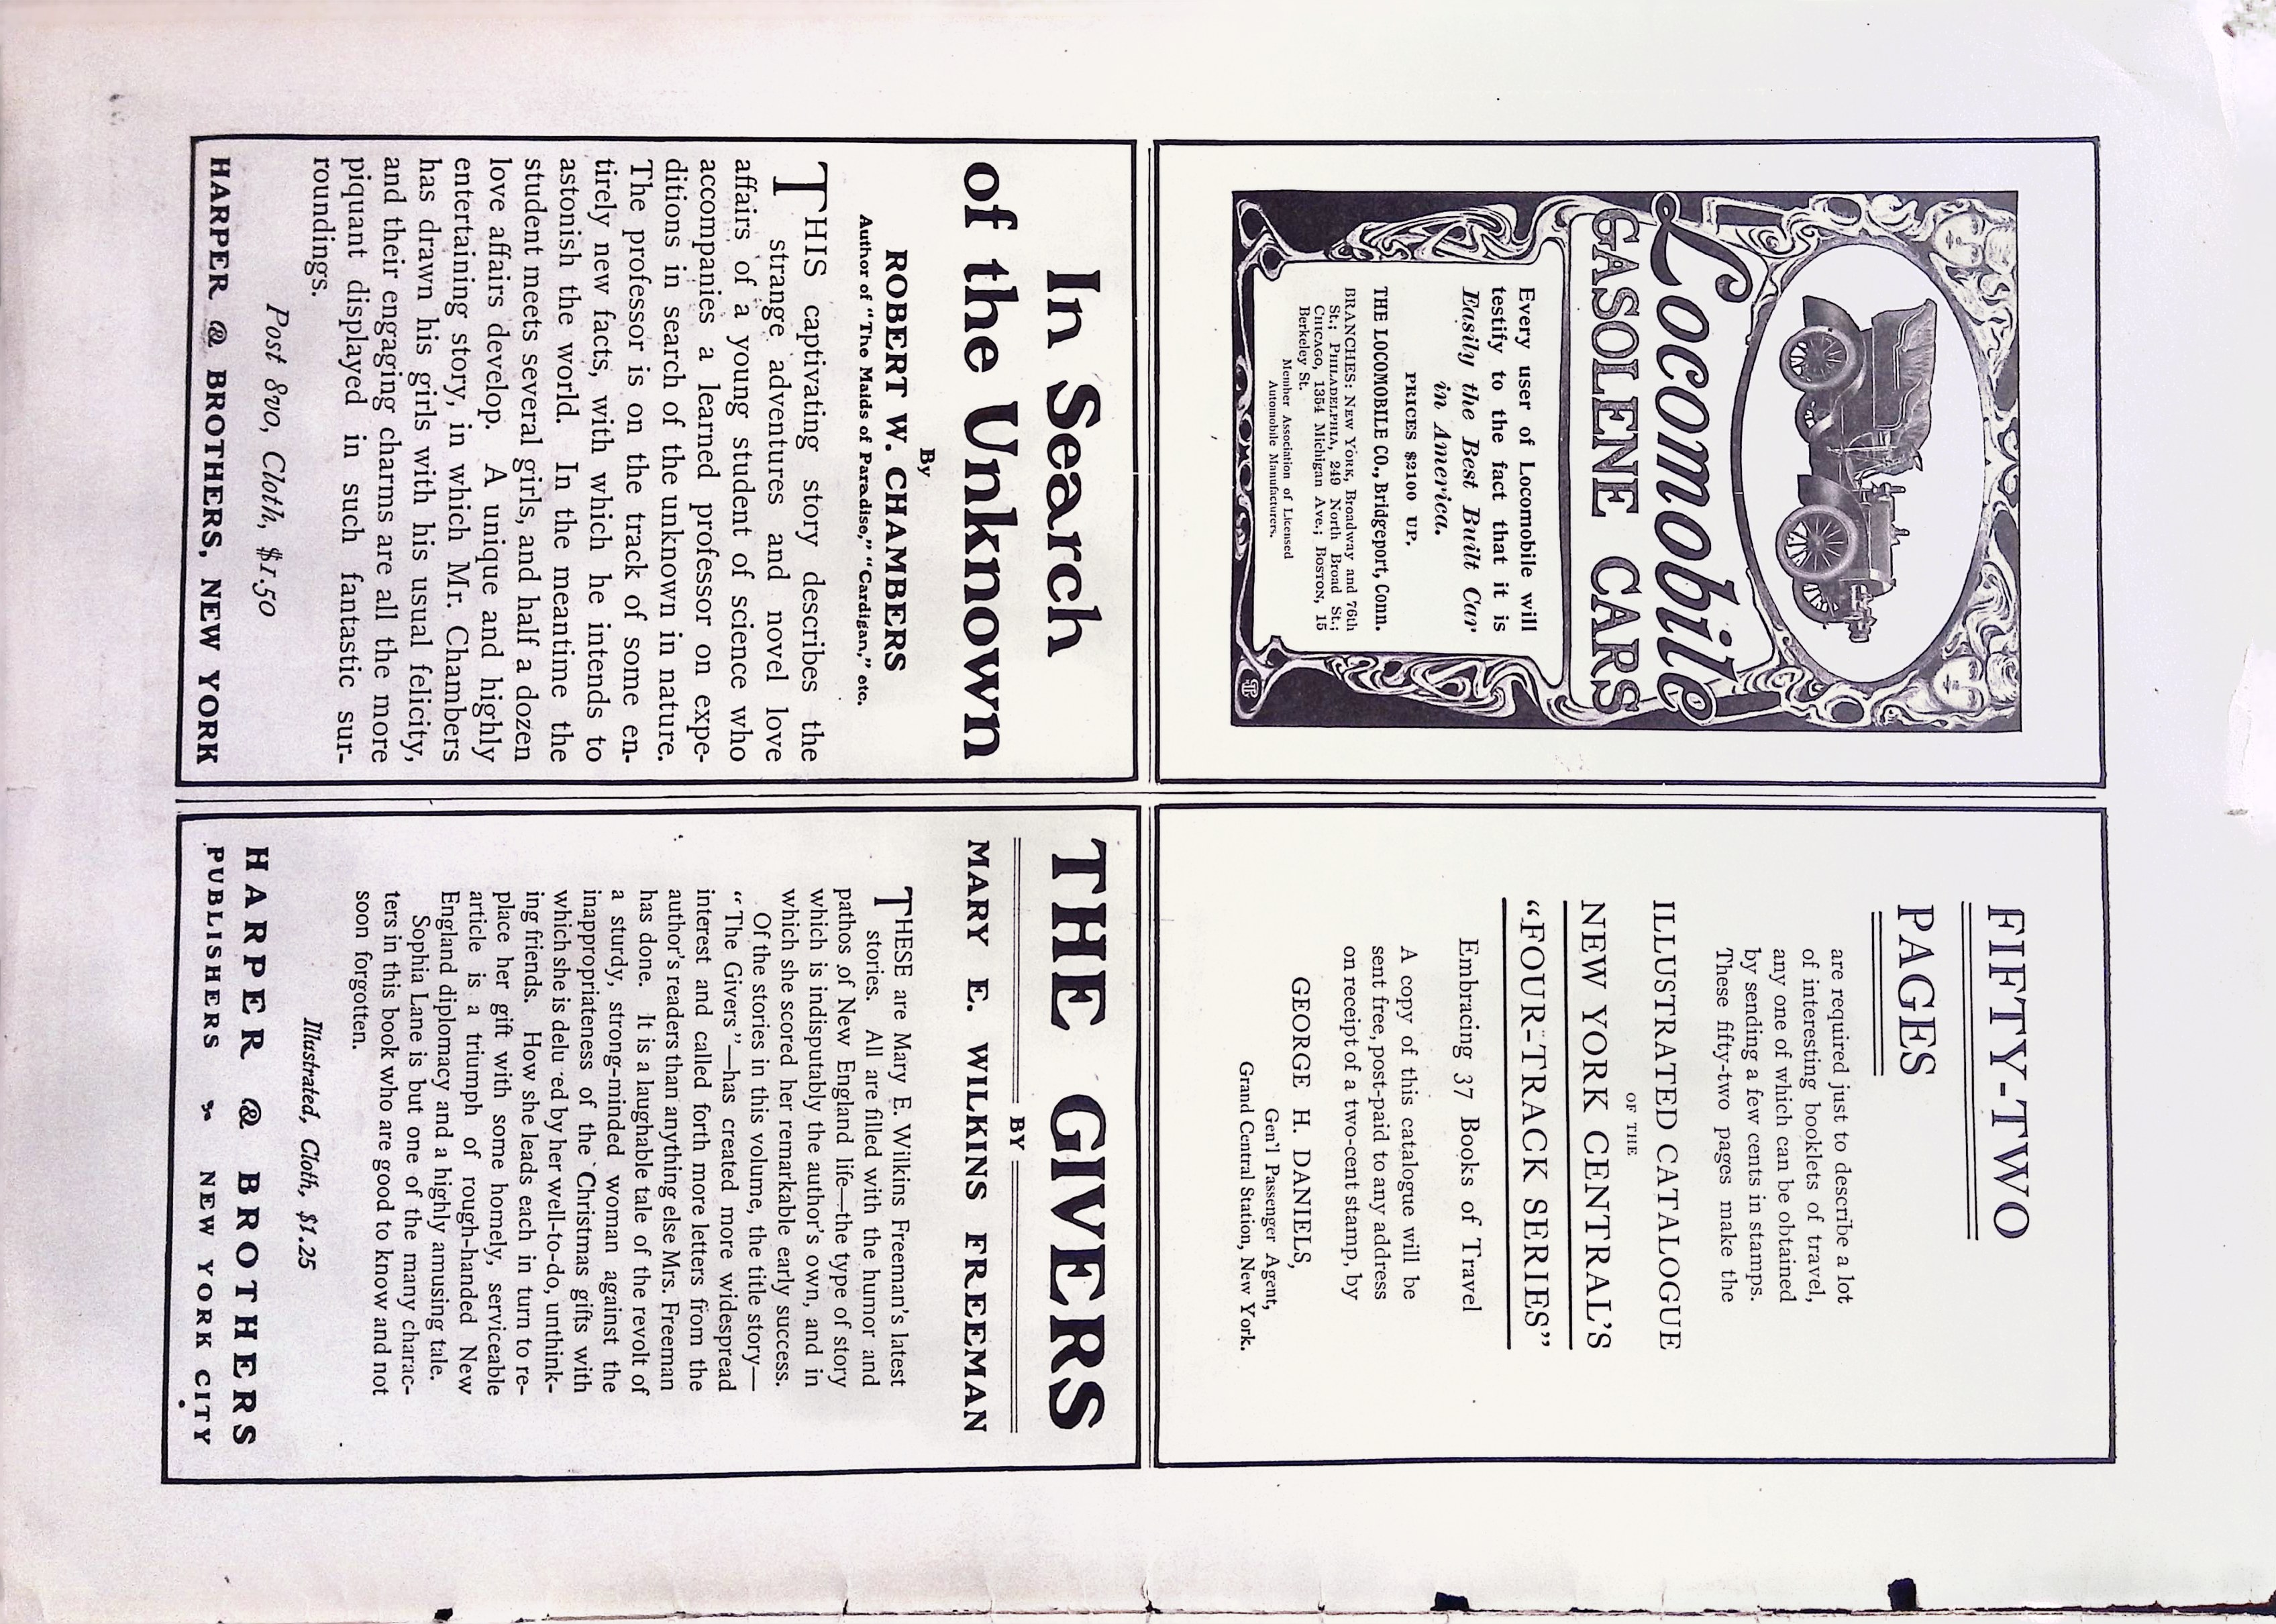 Locomobile
GASOLENE CARS
Every user of Locomobile will
testify to the fact that it is
Easily the Best Built Car
in America.
PRICES $2100 UP.
THE LOCOMOBILE CO., Bridgeport, Conn.
BRANCHES: NEW YORK, Broadway and 76th
St.; PHILADELPHIA, 249 North Broad St.;
CHICAGO, 1354 Michigan Ave.; BOSTON, 15
Berkeley St.
Member Association of Licensed
Automobile Manufacturers.
FIFTY-TWO
PAGES
are required just to describe a lot
of interesting booklets of travel,
any one of which can be obtained
by sending a few cents in stamps.
These fifty-two pages make the
ILLUSTRATED CATALOGUE
OF THE
NEW YORK CENTRAL'S
“FOUR-TRACK SERIES”
Embracing 37 Books of Travel
A copy of this catalogue will be
sent free, post-paid to any address
on receipt of a two-cent stamp, by
GEORGE H. DANIELS,
Gen'l Passenger Agent,
Grand Central Station, New York.
In Search
of the Unknown
By
ROBERT W. CHAMBERS
Author of “The Maids of Paradise,” “Cardigan,” etc.
THIS captivating story describes the
strange adventures and novel love
affairs of a young student of science who
accompanies a learned professor on expe-
ditions in search of the unknown in nature.
The professor is on the track of some en-
tirely new facts, with which he intends to
astonish the world. In the meantime the
student meets several girls, and half a dozen
love affairs develop. A unique and highly
entertaining story, in which Mr. Chambers
has drawn his girls with his usual felicity,
and their engaging charms are all the more
piquant displayed in such fantastic sur-
roundings.
Post 8vo, Cloth, $1.50
HARPER @ BROTHERS, NEW YORK
THE GIVERS
BY
MARY E. WILKINS FREEMAN
THESE are Mary E. Wilkins Freeman's latest
stories. All are filled with the humor and
pathos of New England life—the type of story
which is indisputably the author's own, and in
which she scored her remarkable early success.
Of the stories in this volume, the title story—
“The Givers”—has created more widespread
interest and called forth more letters from the
author's readers than anything else Mrs. Freeman
has done. It is a laughable tale of the revolt of
a sturdy, strong-minded woman against the
inappropriateness of the Christmas gifts with
which she is delu ed by her well-to-do, unthink-
ing friends. How she leads each in turn to re-
place her gift with some homely, serviceable
article is a triumph of rough-handed New
England diplomacy and a highly amusing tale.
Sophia Lane is but one of the many charac-
ters in this book who are good to know and not
soon forgotten.
Illustrated, Cloth, $1.25
HARPER @ BROTHERS
PUBLISHERS NEW YORK CITY